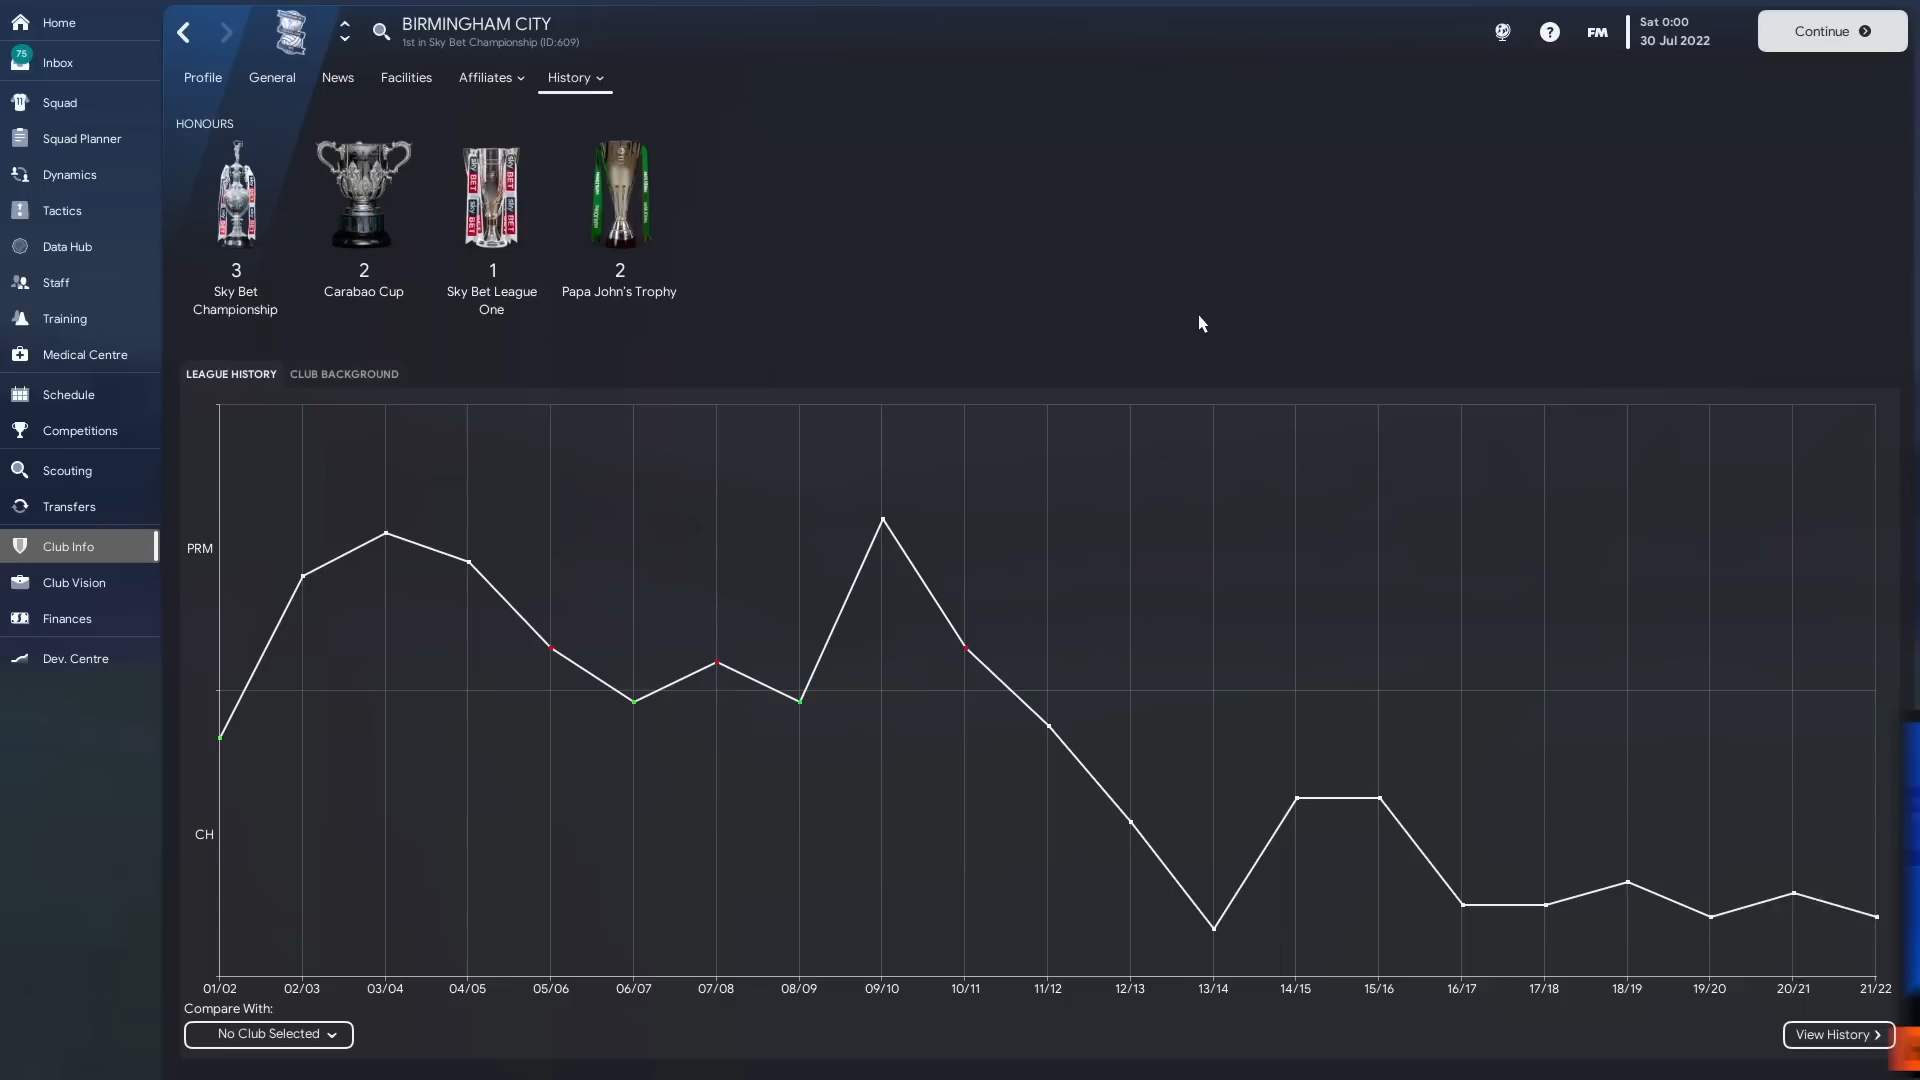 Home
75
Inbox
Squad
Squad Planner
Dynamics
Tactics
Data Hub
Staff
Training
Medical Centre
Schedule
Competitions
Scouting
Transfers
Club Info
Club Vision
Finances
Dev. Centre
BIRMINGHAM CITY
1st in Sky Bet Championship (ID:609)
?
FM
Sat 0:00
30 Jul 2022
Continue
Profile
General
News
Facilities
Affiliates
History
HONOURS
sky BET
sky BET
3
2
1
2
Sky Bet
Championship
Carabao Cup
Sky Bet League
One
Papa John's Trophy
LEAGUE HISTORY
CLUB BACKGROUND
PRM
CH
01/02 02/03 03/04 04/05 05/06 06/07 07/08 08/09 09/10 10/11 11/12 12/13 13/14 14/15 15/16 16/17 17/18 18/19 19/20 20/21 21/22
Compare With:
No Club Selected
View History